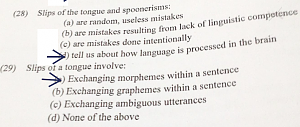 (28) Slips of the tongue and spoonerisms:
(a) are random, useless mistakes
(b) are mistakes resulting from lack of linguistic competence
(c) are mistakes done intentionally
) tell us about how language is processed in the brain
(29) Slips of a tongue involve:
) Exchanging morphemes within a sentence
(b) Exchanging graphemes within a sentence
(c) Exchanging ambiguous utterances
(d) None of the above